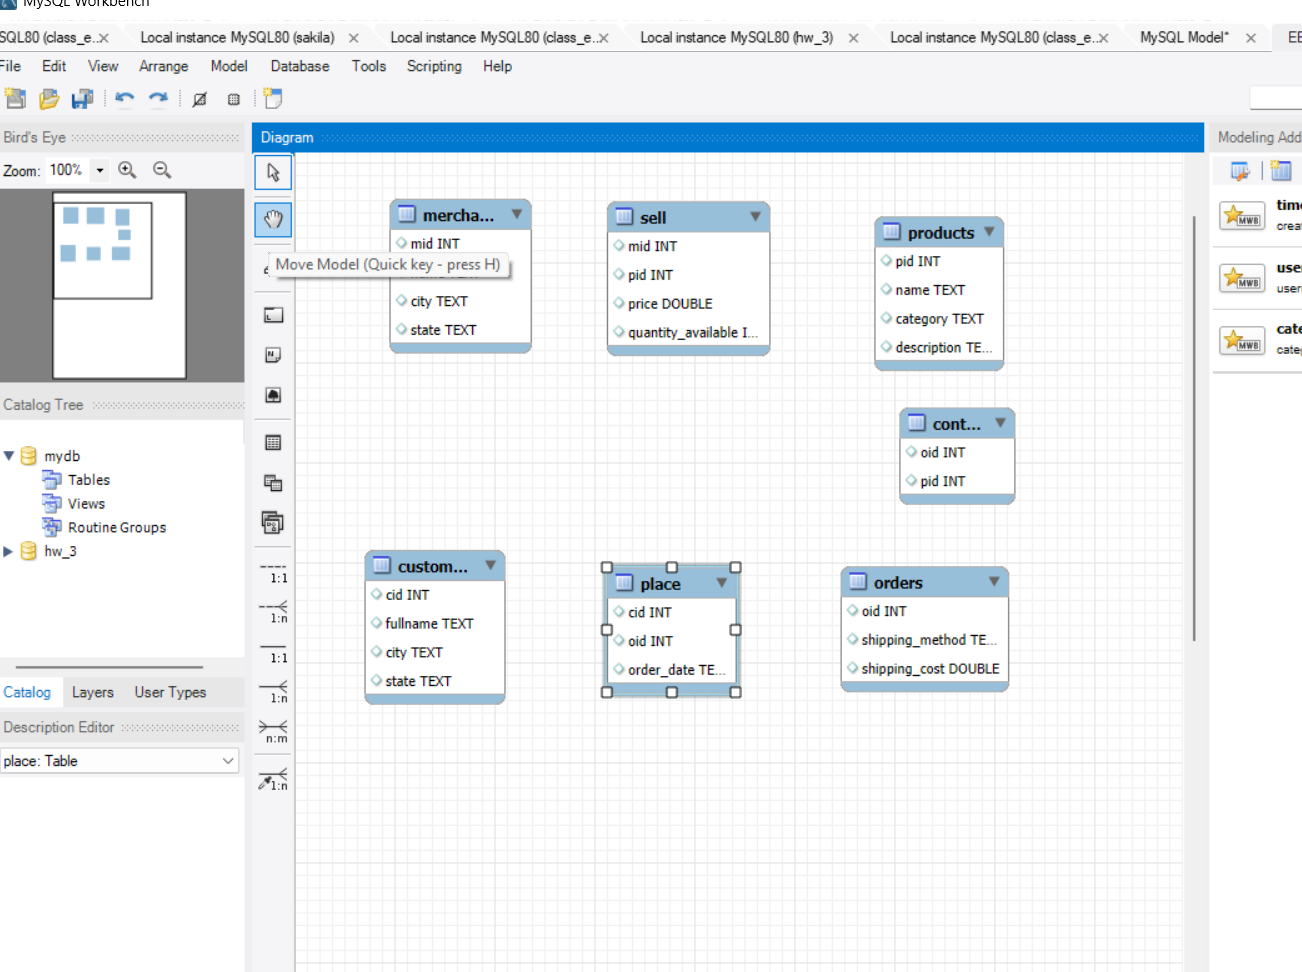 MySQL Workbench
SQL80 (class_e..
Local instance MySQL80 (sakila)
Local instance MySQL80 (class_e..
Local instance MySQL80 (hw_3)
Local instance MySQL80 (class_e..
MySQL Model*
EE
File Edit View Arrange Model Database Tools Scripting Help
Bird's Eye
Zoom: 100%
Catalog Tree
mydb
Tables
Views
Routine Groups
hw_3
Catalog Layers User Types
Description Editor
place: Table
Diagram
1:1
1:n
1:1
1:n
n:m
1:n
mercha...
mid INT
Move Model (Quick key - press H)
city TEXT
state TEXT
sell
mid INT
pid INT
price DOUBLE
quantity_available I...
products
pid INT
name TEXT
category TEXT
description TE...
cont...
oid INT
pid INT
custom...
cid INT
fullname TEXT
city TEXT
state TEXT
place
cid INT
oid INT
order_date TE...
orders
oid INT
shipping_method TE...
shipping_cost DOUBLE
Modeling Add
MWB
time
crea
MWB
user
user
MWB
cate
cate